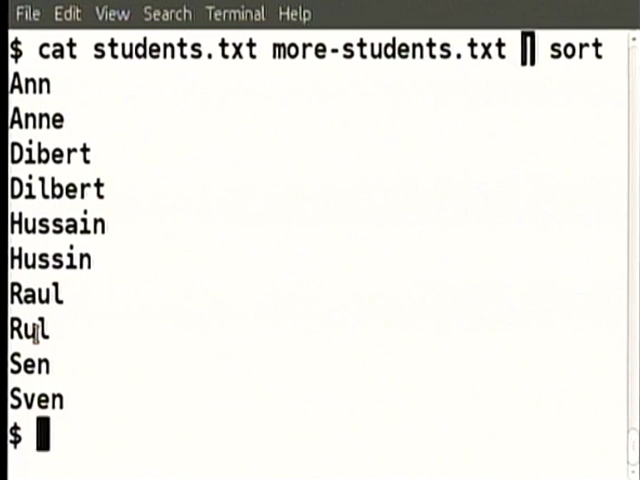 File Edit View Search Terminal Help
$ cat students.txt more-students.txt | sort
Ann
Anne
Dibert
Dilbert
Hussain
Hussin
Raul
Rul
Sen
Sven
$